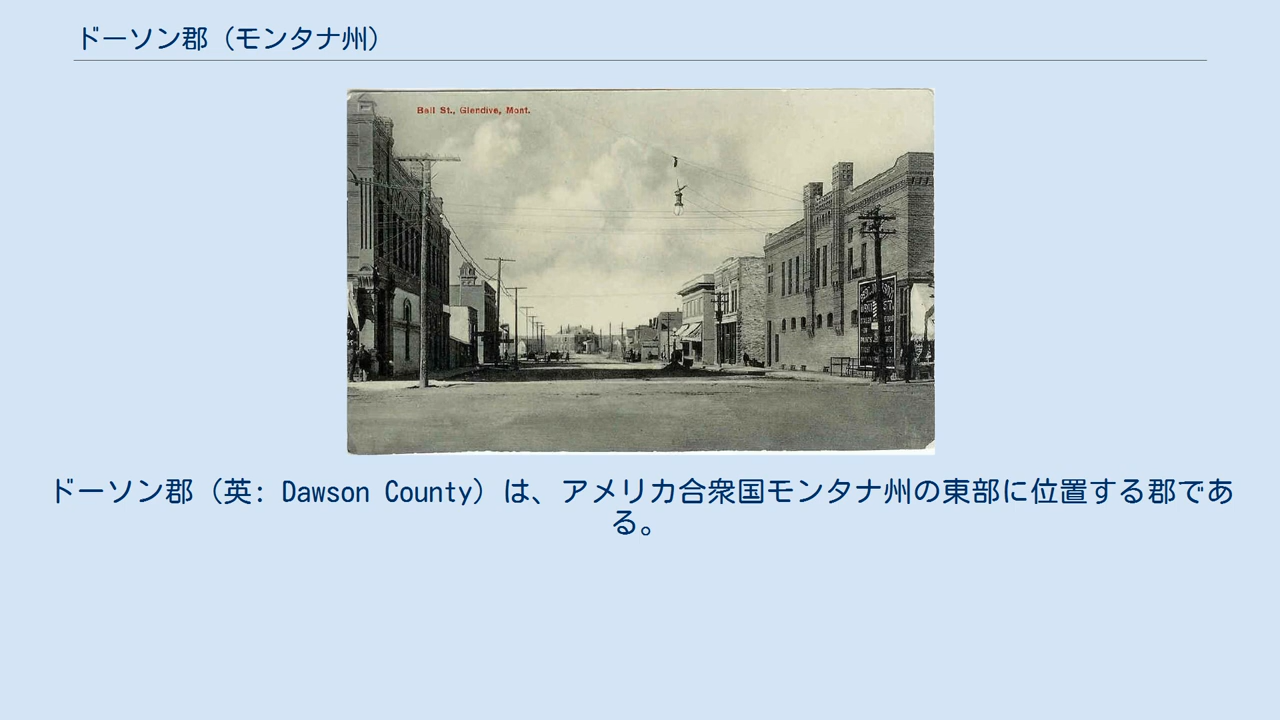 ドーソン郡（モンタナ州）
Bell St., Glendive, Mont.
ドーソン郡（英: Dawson County）は、アメリカ合衆国モンタナ州の東部に位置する郡であ
る。